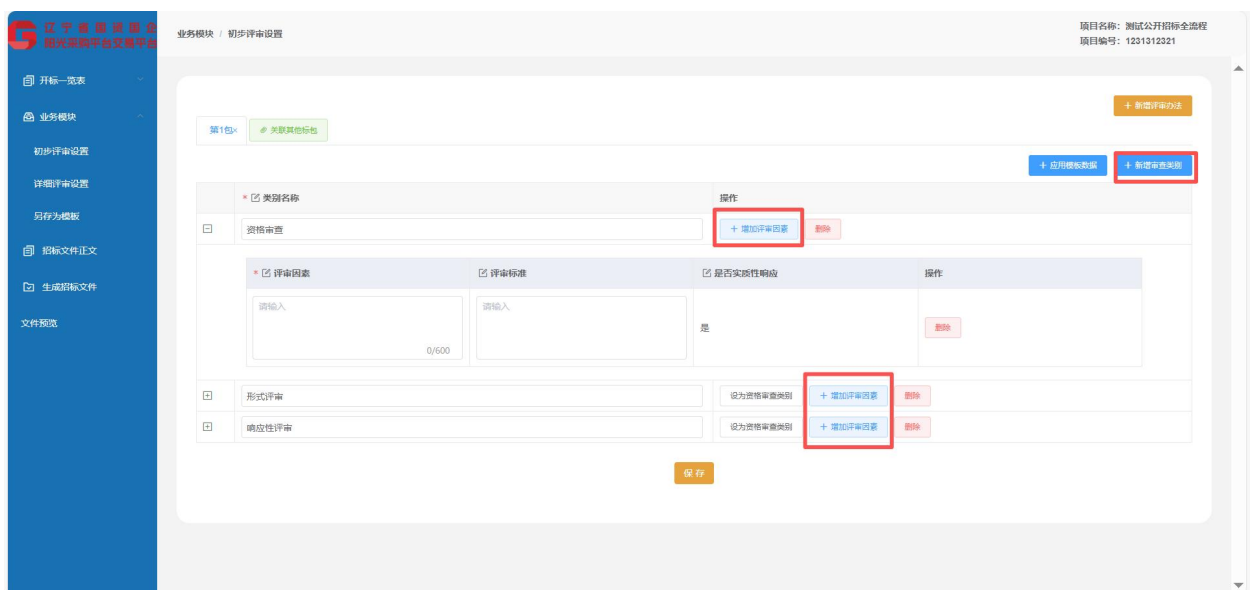 辽宁省国资国企
阳光采购平台交易平台
业务模块 / 初步评审设置
项目名称: 测试公开招标全流程
项目编号: 1231312321
开标一览表
业务模块
初步评审设置
详细评审设置
另存为模板
招标文件正文
生成招标文件
文件预览
+ 新增评审办法
第1包×
关联其他标包
+ 应用模板数据
+ 新增审查类别
* 类别名称
操作
资格审查
+ 增加评审因素
删除
* 评审因素
评审标准
是否实质性响应
操作
请输入
0/600
请输入
是
删除
形式评审
设为资格审查类别
+ 增加评审因素
删除
响应性评审
设为资格审查类别
+ 增加评审因素
删除
保存